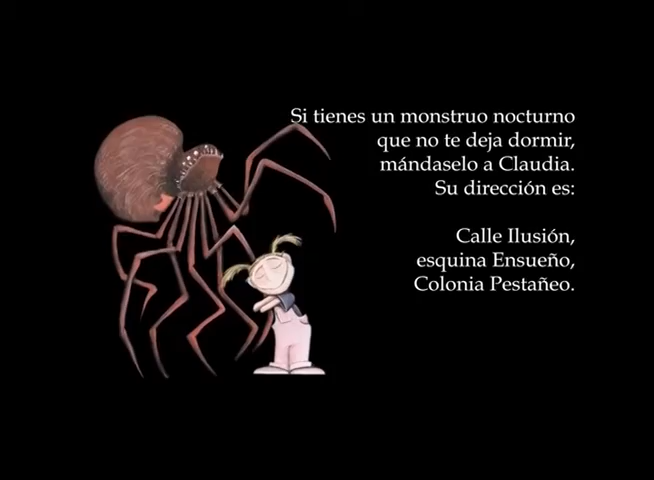 Si tienes un monstruo nocturno
que no te deja dormir,
mándaselo a Claudia.
Su dirección es:
Calle Ilusión,
esquina Ensueño,
Colonia Pestañeo.